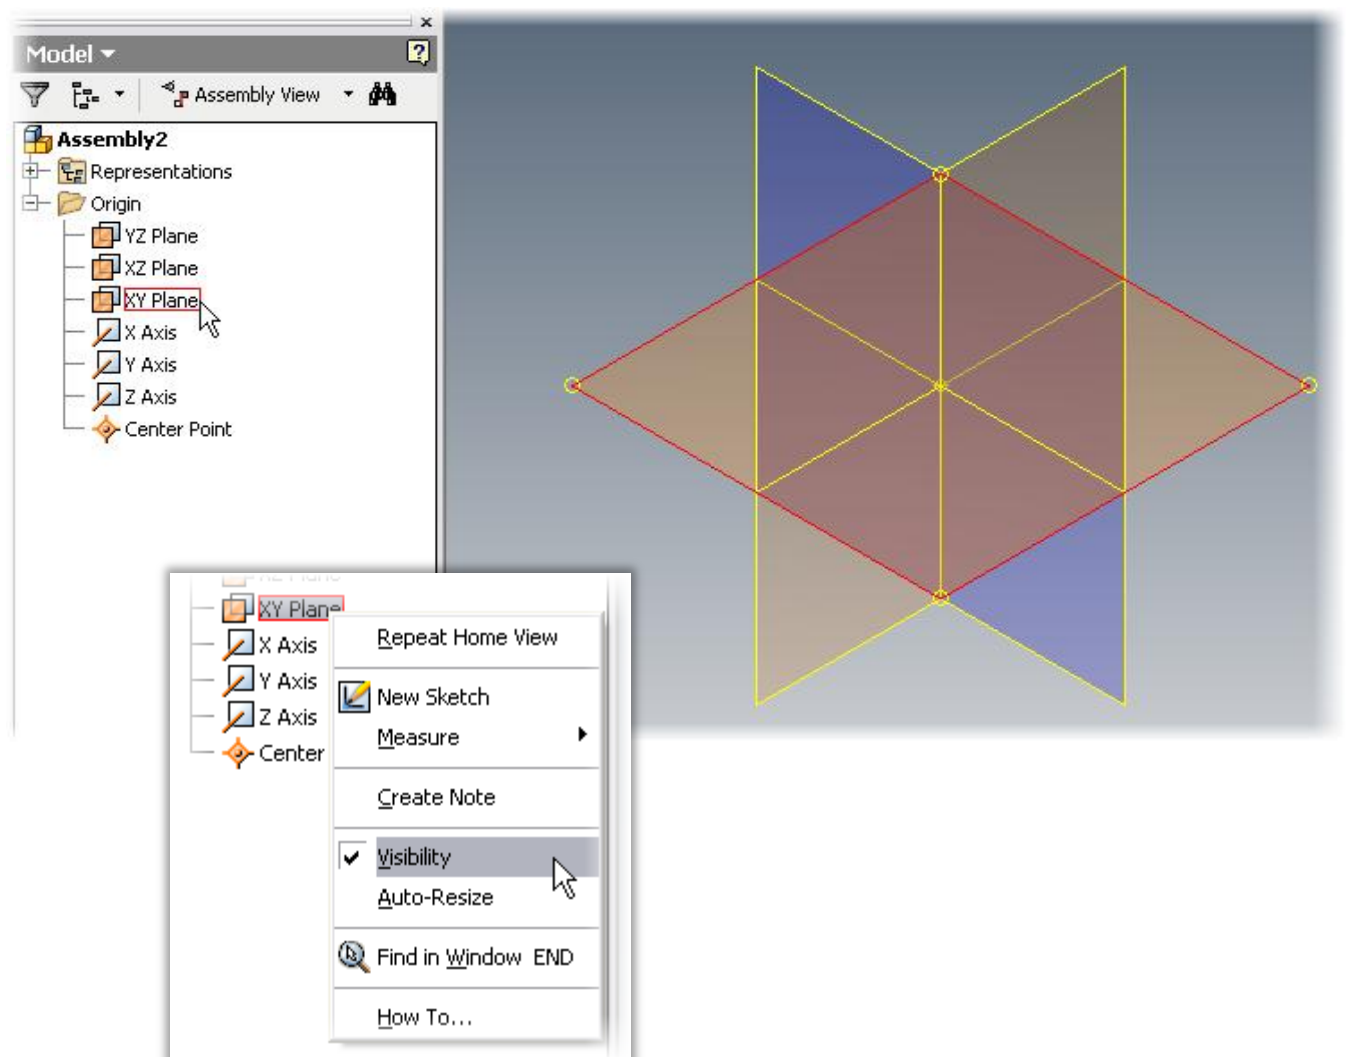 Model
Assembly View
Assembly2
Representations
Origin
YZ Plane
XZ Plane
XY Plane
X Axis
Y Axis
Z Axis
Center Point
XY Plane
X Axis
Y Axis
Z Axis
Center
Repeat Home View
New Sketch
Measure
Create Note
Visibility
Auto-Resize
Find in Window END
How To...